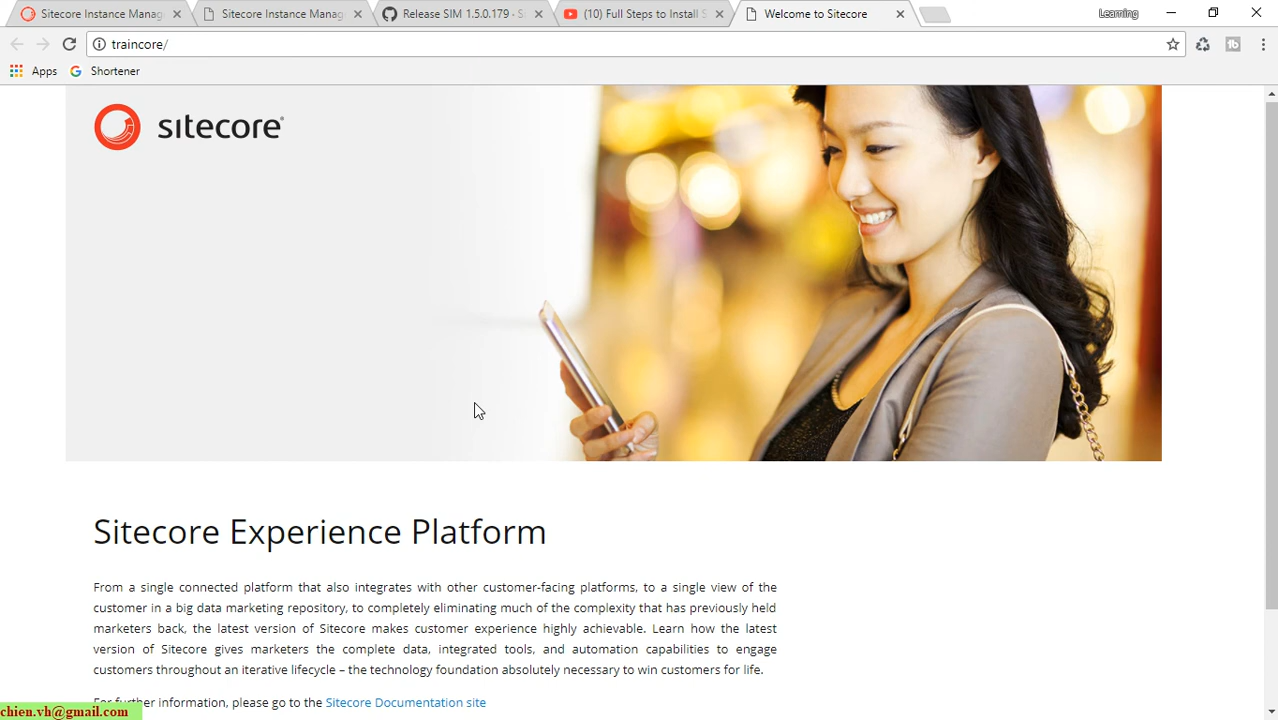 Sitecore Instance Manag
Sitecore Instance Manag
Release SIM 1.5.0.179 · S
(10) Full Steps to Install S
Welcome to Sitecore
Learning
traincore/
Apps
Shortener
sitecore
Sitecore Experience Platform
From a single connected platform that also integrates with other customer-facing platforms, to a single view of the
customer in a big data marketing repository, to completely eliminating much of the complexity that has previously held
marketers back, the latest version of Sitecore makes customer experience highly achievable. Learn how the latest
version of Sitecore gives marketers the complete data, integrated tools, and automation capabilities to engage
customers throughout an iterative lifecycle – the technology foundation absolutely necessary to win customers for life.
For further information, please go to the Sitecore Documentation site
chien.vh@gmail.com